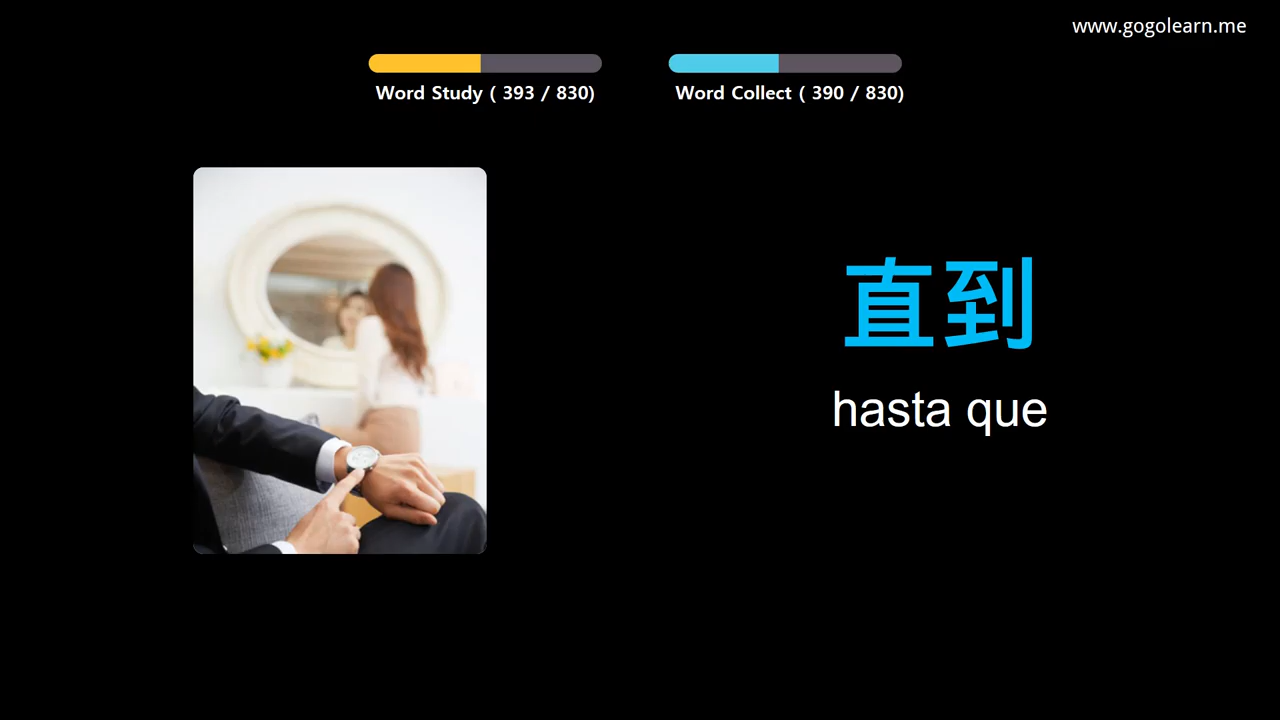 www.gogolearn.me
Word Study ( 393 / 830)
Word Collect ( 390 / 830)
直到
hasta que